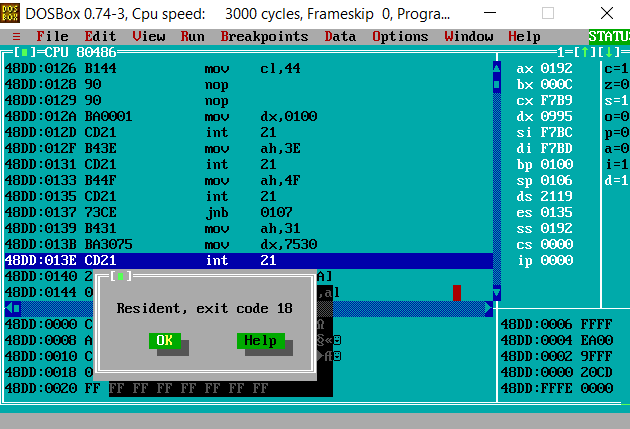 DOSBox 0.74-3, Cpu speed: 3000 cycles, Frameskip 0, Progra...
≡ File Edit View Run Breakpoints Data Options Window Help STATUS
[■]=CPU 80486 1=[↑][↓]
48DD:0126 B144 mov cl,44 ax 0192 c=1
48DD:0128 90 nop bx 000C z=0
48DD:0129 90 nop cx F7B9 s=1
48DD:012A BA0001 mov dx,0100 dx 0995 o=0
48DD:012D CD21 int 21 si F7BC p=0
48DD:012F B43E mov ah,3E di F7BD a=0
48DD:0131 CD21 int 21 bp 0100 i=1
48DD:0133 B44F mov ah,4F sp 0106 d=1
48DD:0135 CD21 int 21 ds 2119
48DD:0137 73CE jnb 0107 es 0135
48DD:0139 B431 mov ah,31 ss 0192
48DD:013B BA3075 mov dx,7530 cs 0000
48DD:013E CD21 int 21 ip 0000
48DD:0140 2 A]
48DD:0144 0 ,al
[■]
Resident, exit code 18
OK Help
48DD:0000 C Ω 48DD:0006 FFFF
48DD:0008 A 48DD:0004 EA00
48DD:0010 C 48DD:0002 9FFF
48DD:0018 0 48DD:0000 20CD
48DD:0020 FF FF FF FF FF FF FF FF 48DD:FFFE 0000